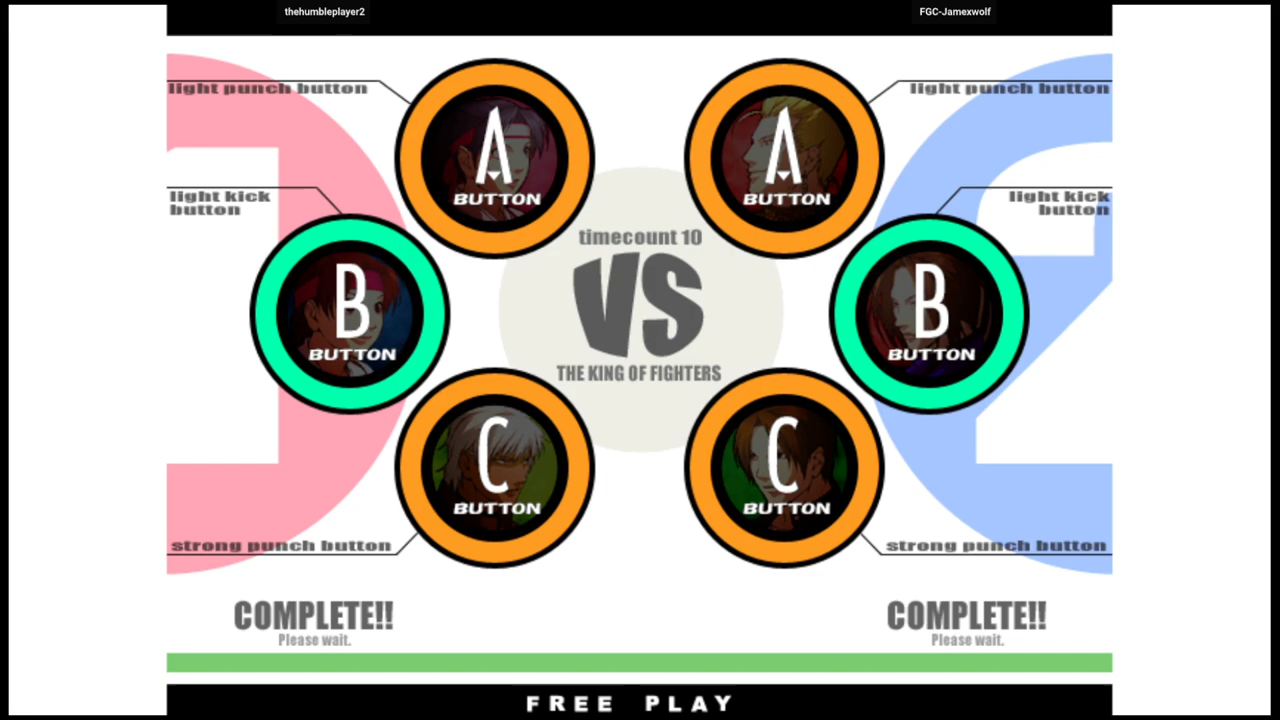 thehumbleplayer2
FGC-Jamexwolf
light punch button
A
BUTTON
A
BUTTON
light punch button
light kick
button
B
BUTTON
timecount 10
VS
THE KING OF FIGHTERS
light kick
button
B
BUTTON
C
BUTTON
C
BUTTON
strong punch button
strong punch button
1
2
COMPLETE!!
Please wait.
COMPLETE!!
Please wait.
FREE PLAY